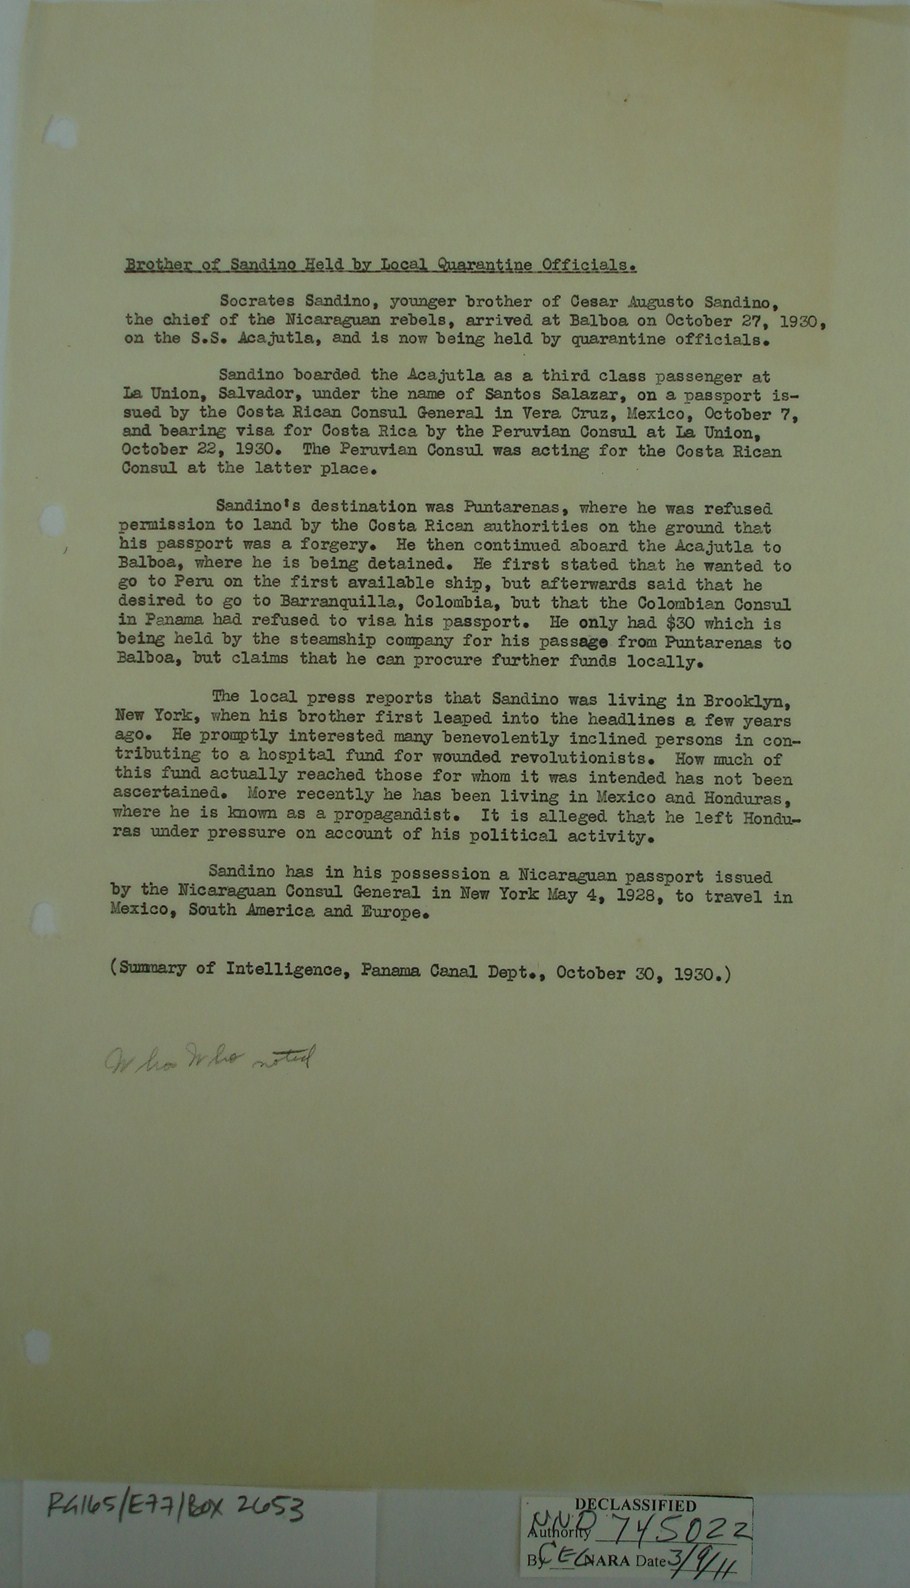 Brother of Sandino Held by Local Quarantine Officials.
Socrates Sandino, younger brother of Cesar Augusto Sandino,
the chief of the Nicaraguan rebels, arrived at Balboa on October 27, 1930,
on the S.S. Acajutla, and is now being held by quarantine officials.
Sandino boarded the Acajutla as a third class passenger at
La Union, Salvador, under the name of Santos Salazar, on a passport is-
sued by the Costa Rican Consul General in Vera Cruz, Mexico, October 7,
and bearing visa for Costa Rica by the Peruvian Consul at La Union,
October 22, 1930. The Peruvian Consul was acting for the Costa Rican
Consul at the latter place.
Sandino's destination was Puntarenas, where he was refused
permission to land by the Costa Rican authorities on the ground that
his passport was a forgery. He then continued aboard the Acajutla to
Balboa, where he is being detained. He first stated that he wanted to
go to Peru on the first available ship, but afterwards said that he
desired to go to Barranquilla, Colombia, but that the Colombian Consul
in Panama had refused to visa his passport. He only had $30 which is
being held by the steamship company for his passage from Puntarenas to
Balboa, but claims that he can procure further funds locally.
The local press reports that Sandino was living in Brooklyn,
New York, when his brother first leaped into the headlines a few years
ago. He promptly interested many benevolently inclined persons in con-
tributing to a hospital fund for wounded revolutionists. How much of
this fund actually reached those for whom it was intended has not been
ascertained. More recently he has been living in Mexico and Honduras,
where he is known as a propagandist. It is alleged that he left Hondu-
ras under pressure on account of his political activity.
Sandino has in his possession a Nicaraguan passport issued
by the Nicaraguan Consul General in New York May 4, 1928, to travel in
Mexico, South America and Europe.
(Summary of Intelligence, Panama Canal Dept., October 30, 1930.)
Whos Who noted
RG165/E77/Box 2653
DECLASSIFIED
Authority NND 745022
By CEC NARA Date 3/9/11